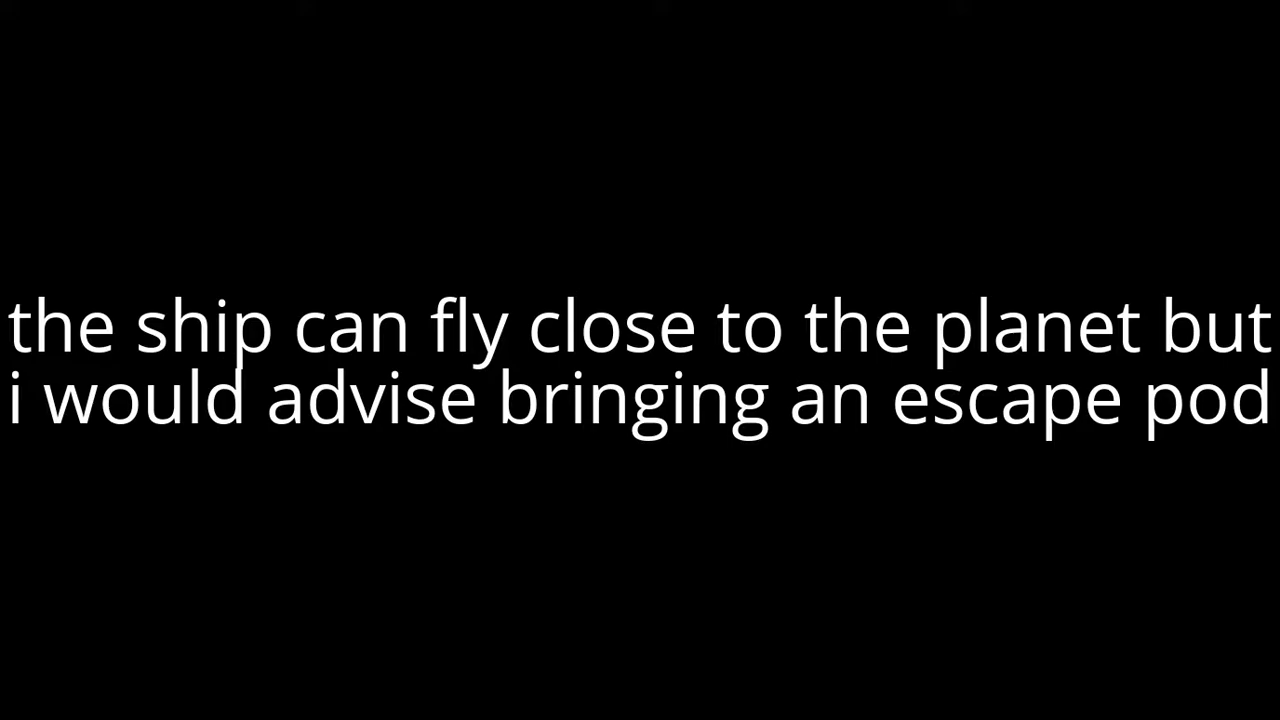 the ship can fly close to the planet but
i would advise bringing an escape pod